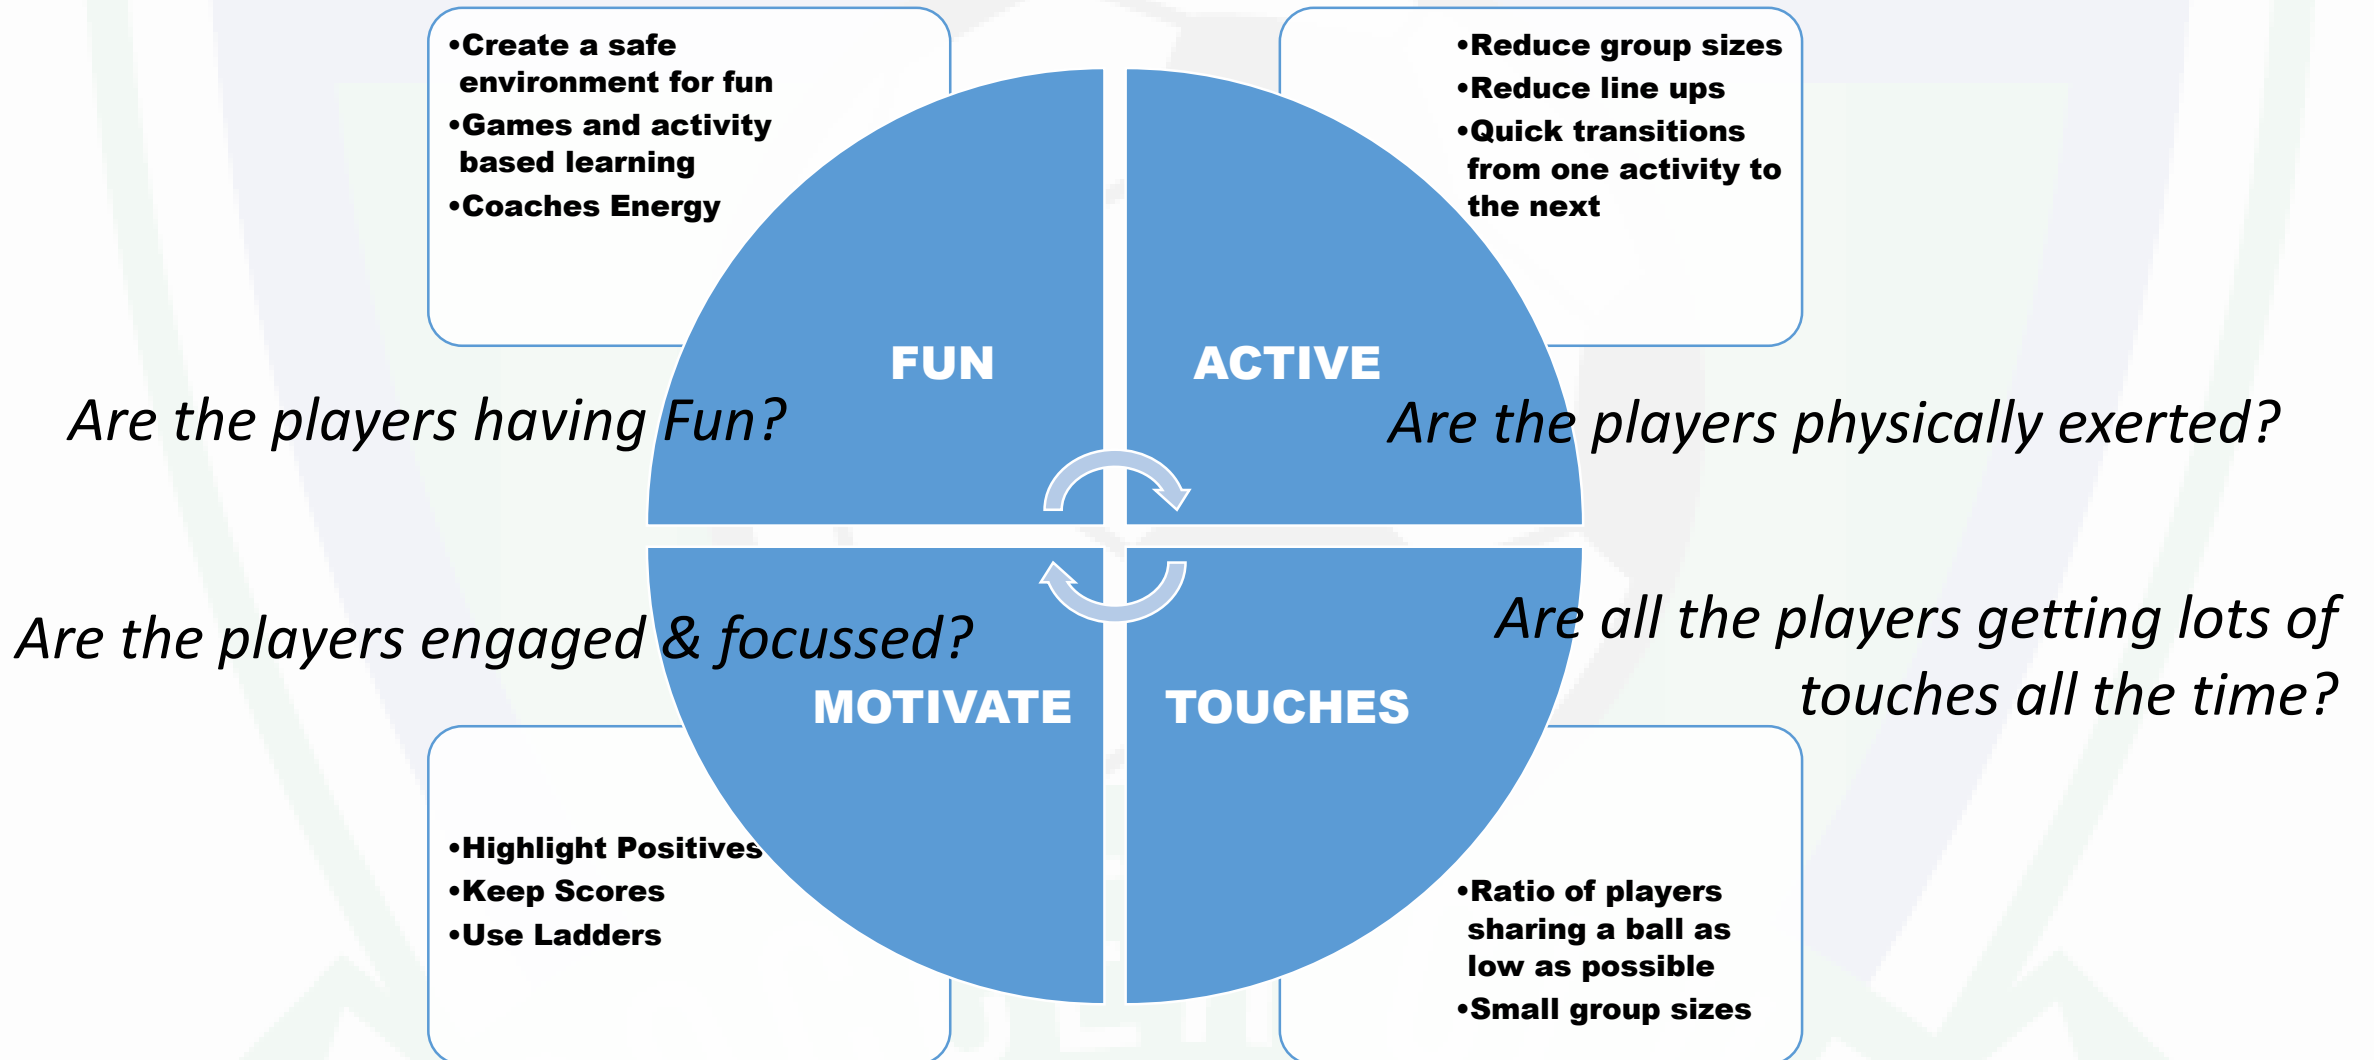 •Create a safe
environment for fun
•Games and activity
based learning
•Coaches Energy
•Reduce group sizes
•Reduce line ups
•Quick transitions
from one activity to
the next
FUN
ACTIVE
Are the players having Fun?
Are the players physically exerted?
Are the players engaged & focussed?
Are all the players getting lots of
touches all the time?
MOTIVATE
TOUCHES
•Highlight Positives
•Keep Scores
•Use Ladders
•Ratio of players
sharing a ball as
low as possible
•Small group sizes